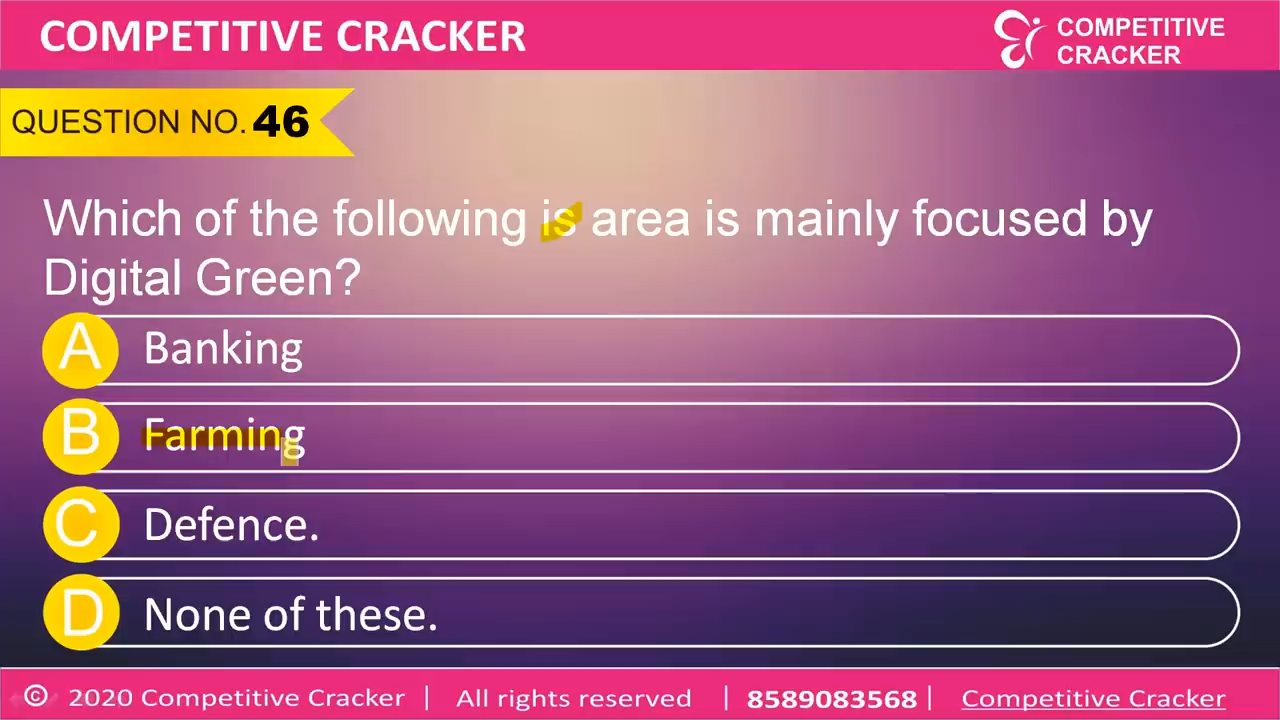 COMPETITIVE CRACKER
COMPETITIVE
CRACKER
QUESTION NO. 46
Which of the following is area is mainly focused by
Digital Green?
A Banking
B Farming
C Defence.
D None of these.
© 2020 Competitive Cracker | All rights reserved | 8589083568 | Competitive Cracker